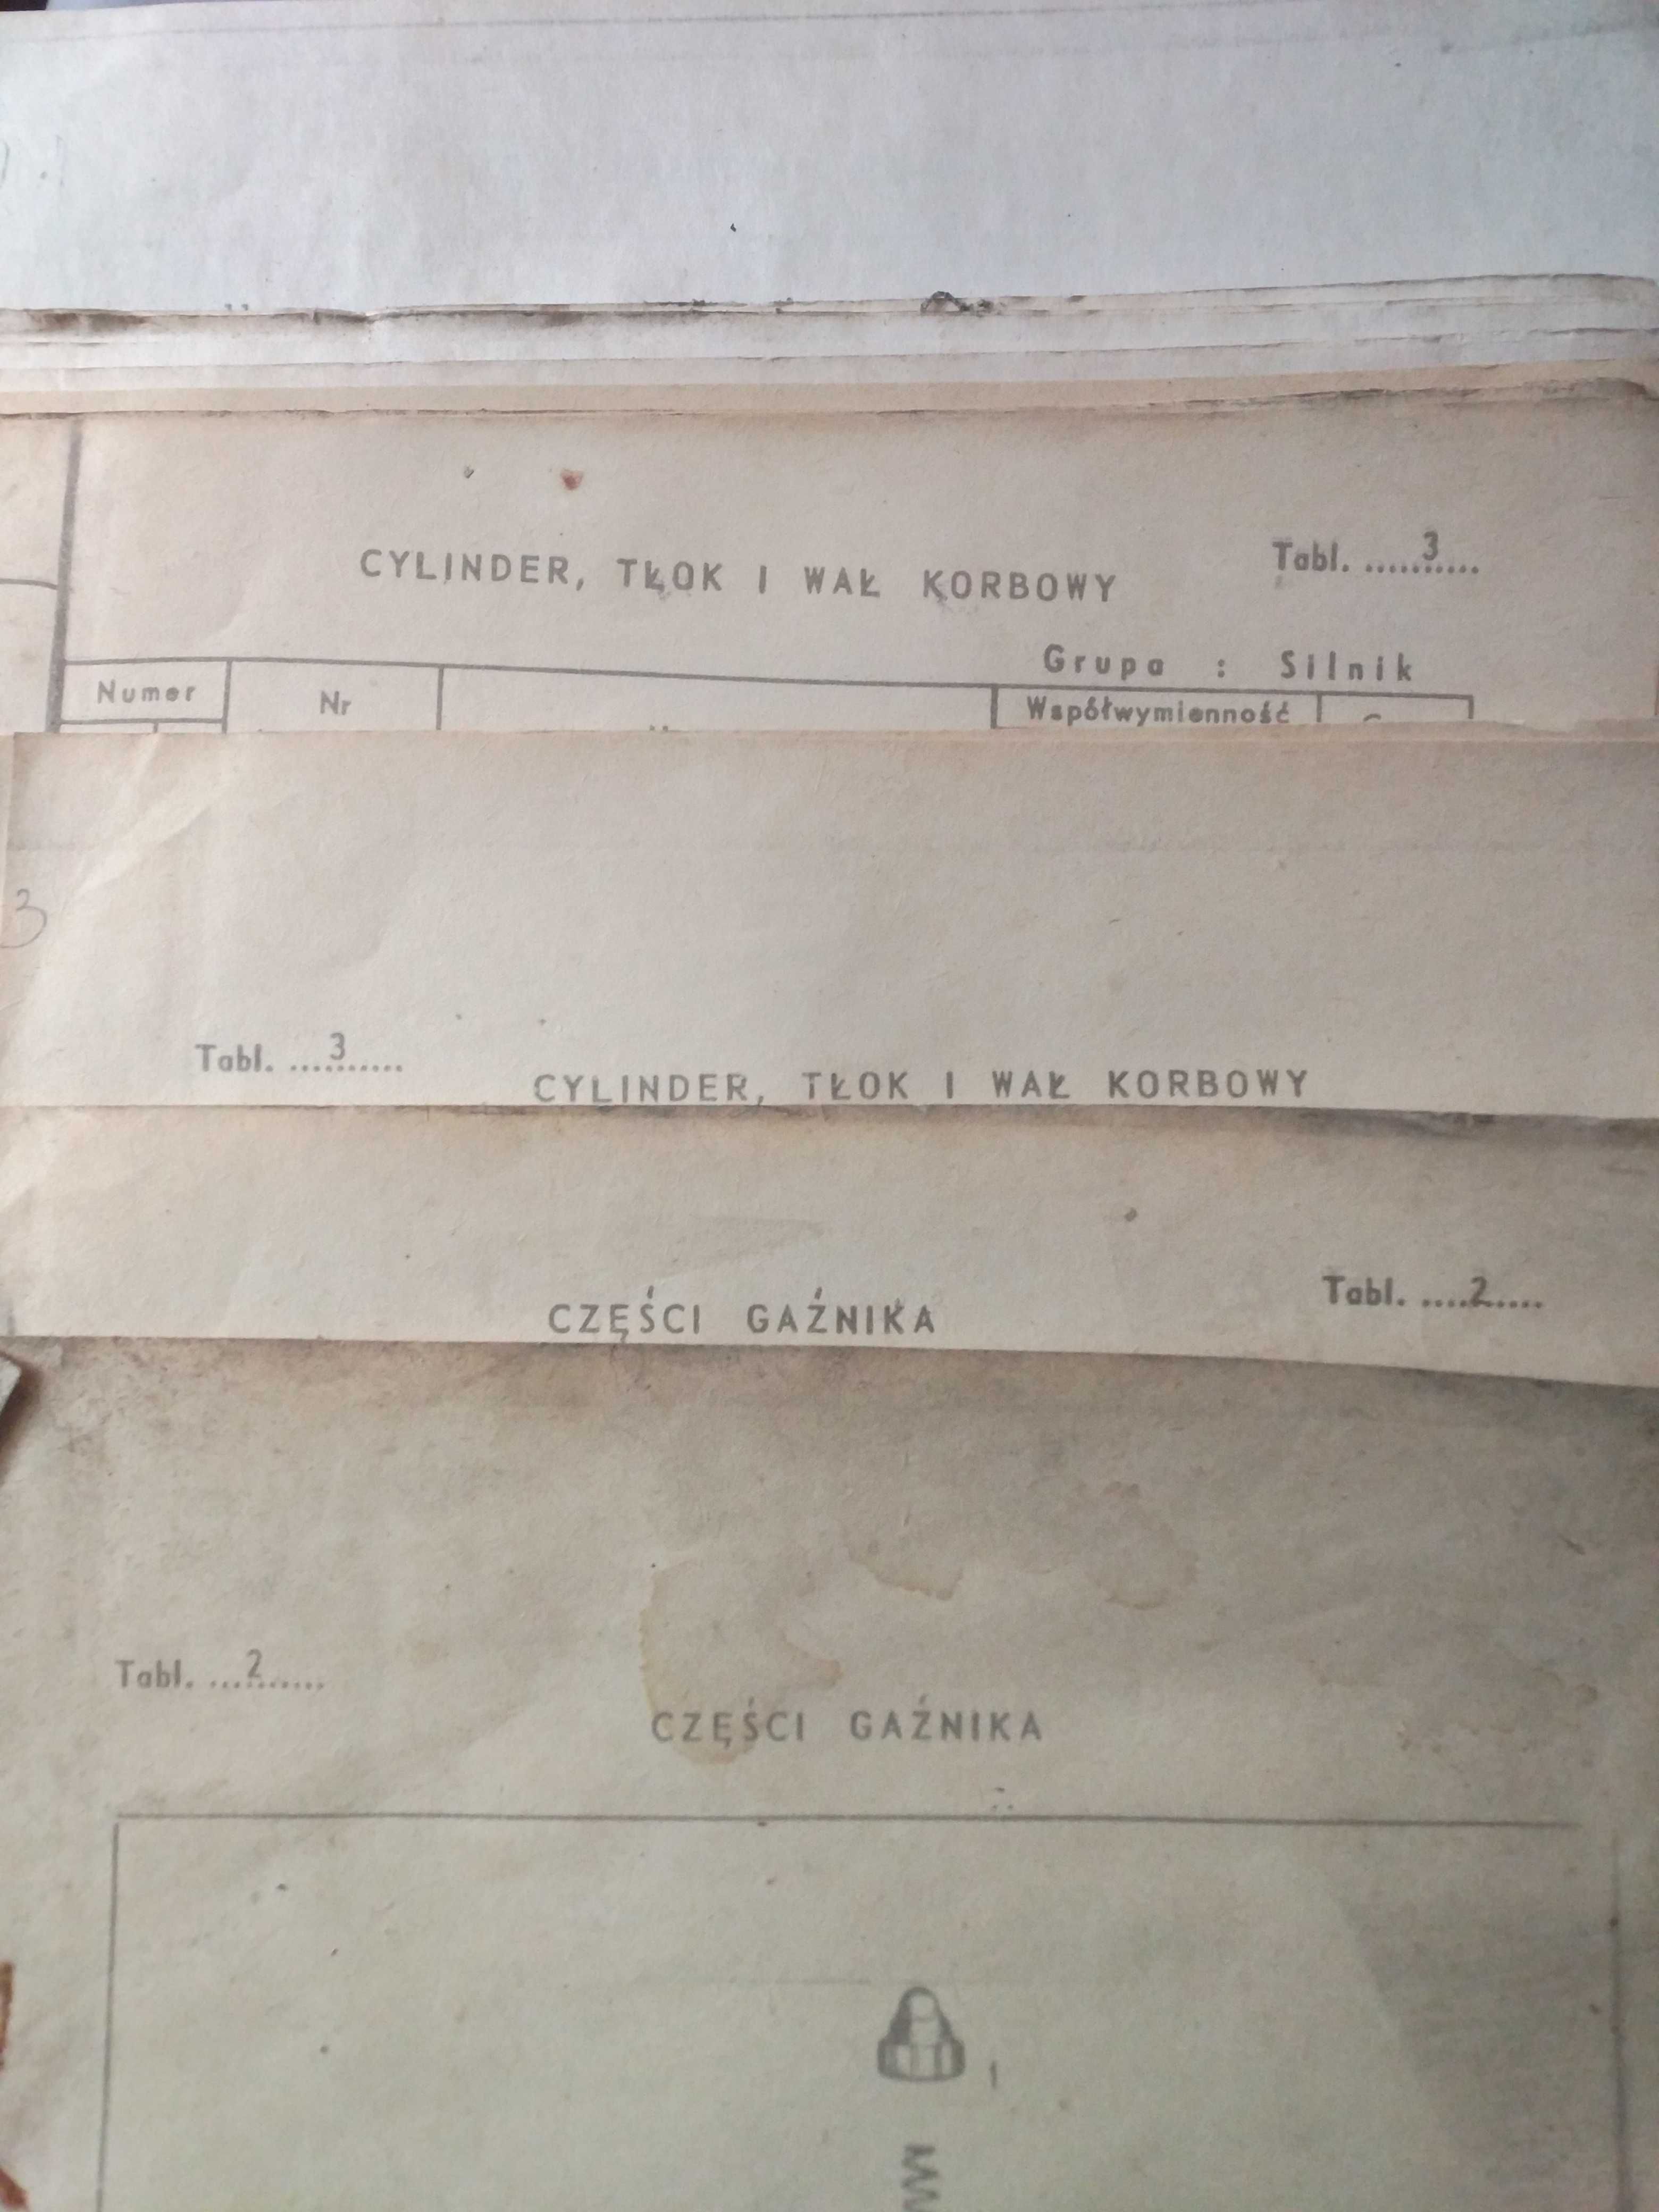 CYLINDER, TŁOK I WAŁ KORBOWY
Tabl. .....3....
Grupa : Silnik
Numer
Nr
Współwymienność
3
Tabl. ...3......
CYLINDER, TŁOK I WAŁ KORBOWY
CZĘŚCI GAŹNIKA
Tabl. ....2.....
Tabl. ...2......
CZĘŚCI GAŹNIKA
1